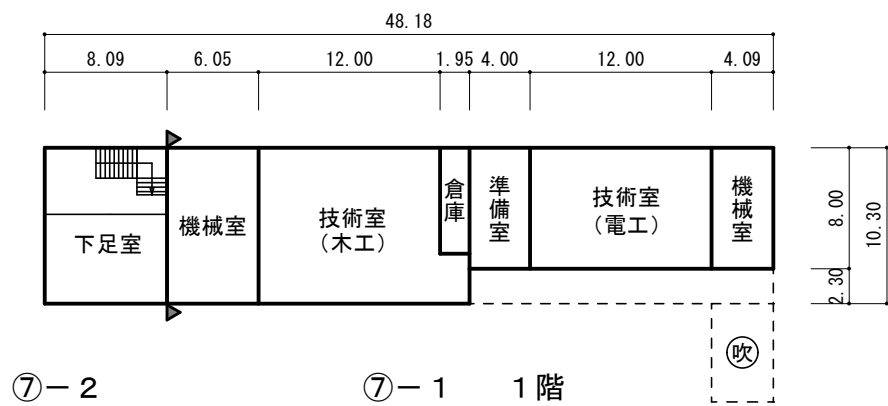 48.18
8.09 6.05 12.00 1.95 4.00 12.00 4.09
下足室
機械室
技術室
（木工）
倉庫
準備室
技術室
（電工）
機械室
8.00
10.30
2.30
吹
⑦－２ ⑦－１ １階